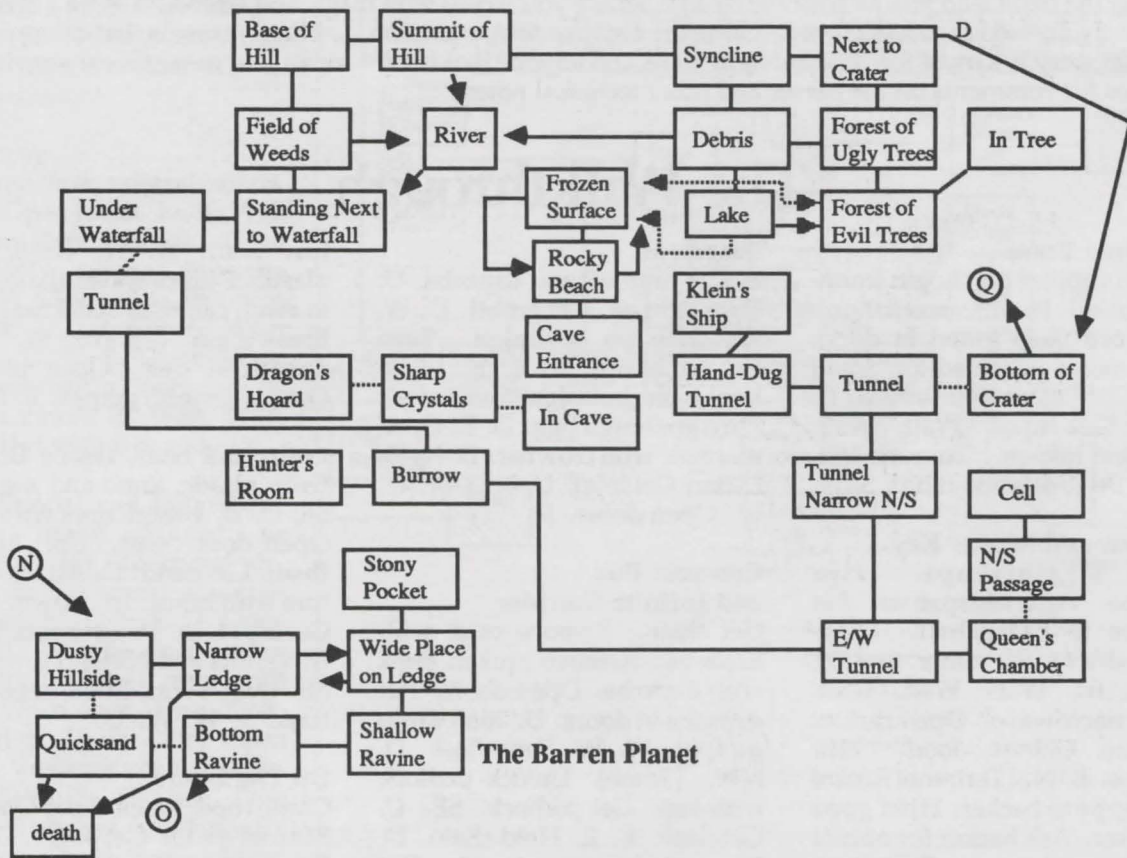 Base of
Hill
Summit of
Hill
Syncline
Next to
Crater
D
Field of
Weeds
River
Debris
Forest of
Ugly Trees
In Tree
Under
Waterfall
Standing Next
to Waterfall
Frozen
Surface
Lake
Forest of
Evil Trees
Rocky
Beach
Q
Tunnel
Klein's
Ship
Cave
Entrance
Dragon's
Hoard
Sharp
Crystals
Hand-Dug
Tunnel
Tunnel
Bottom of
Crater
In Cave
Hunter's
Room
Burrow
Tunnel
Narrow N/S
Cell
N
Stony
Pocket
N/S
Passage
Dusty
Hillside
Narrow
Ledge
Wide Place
on Ledge
E/W
Tunnel
Queen's
Chamber
Quicksand
Bottom
Ravine
Shallow
Ravine
The Barren Planet
O
death